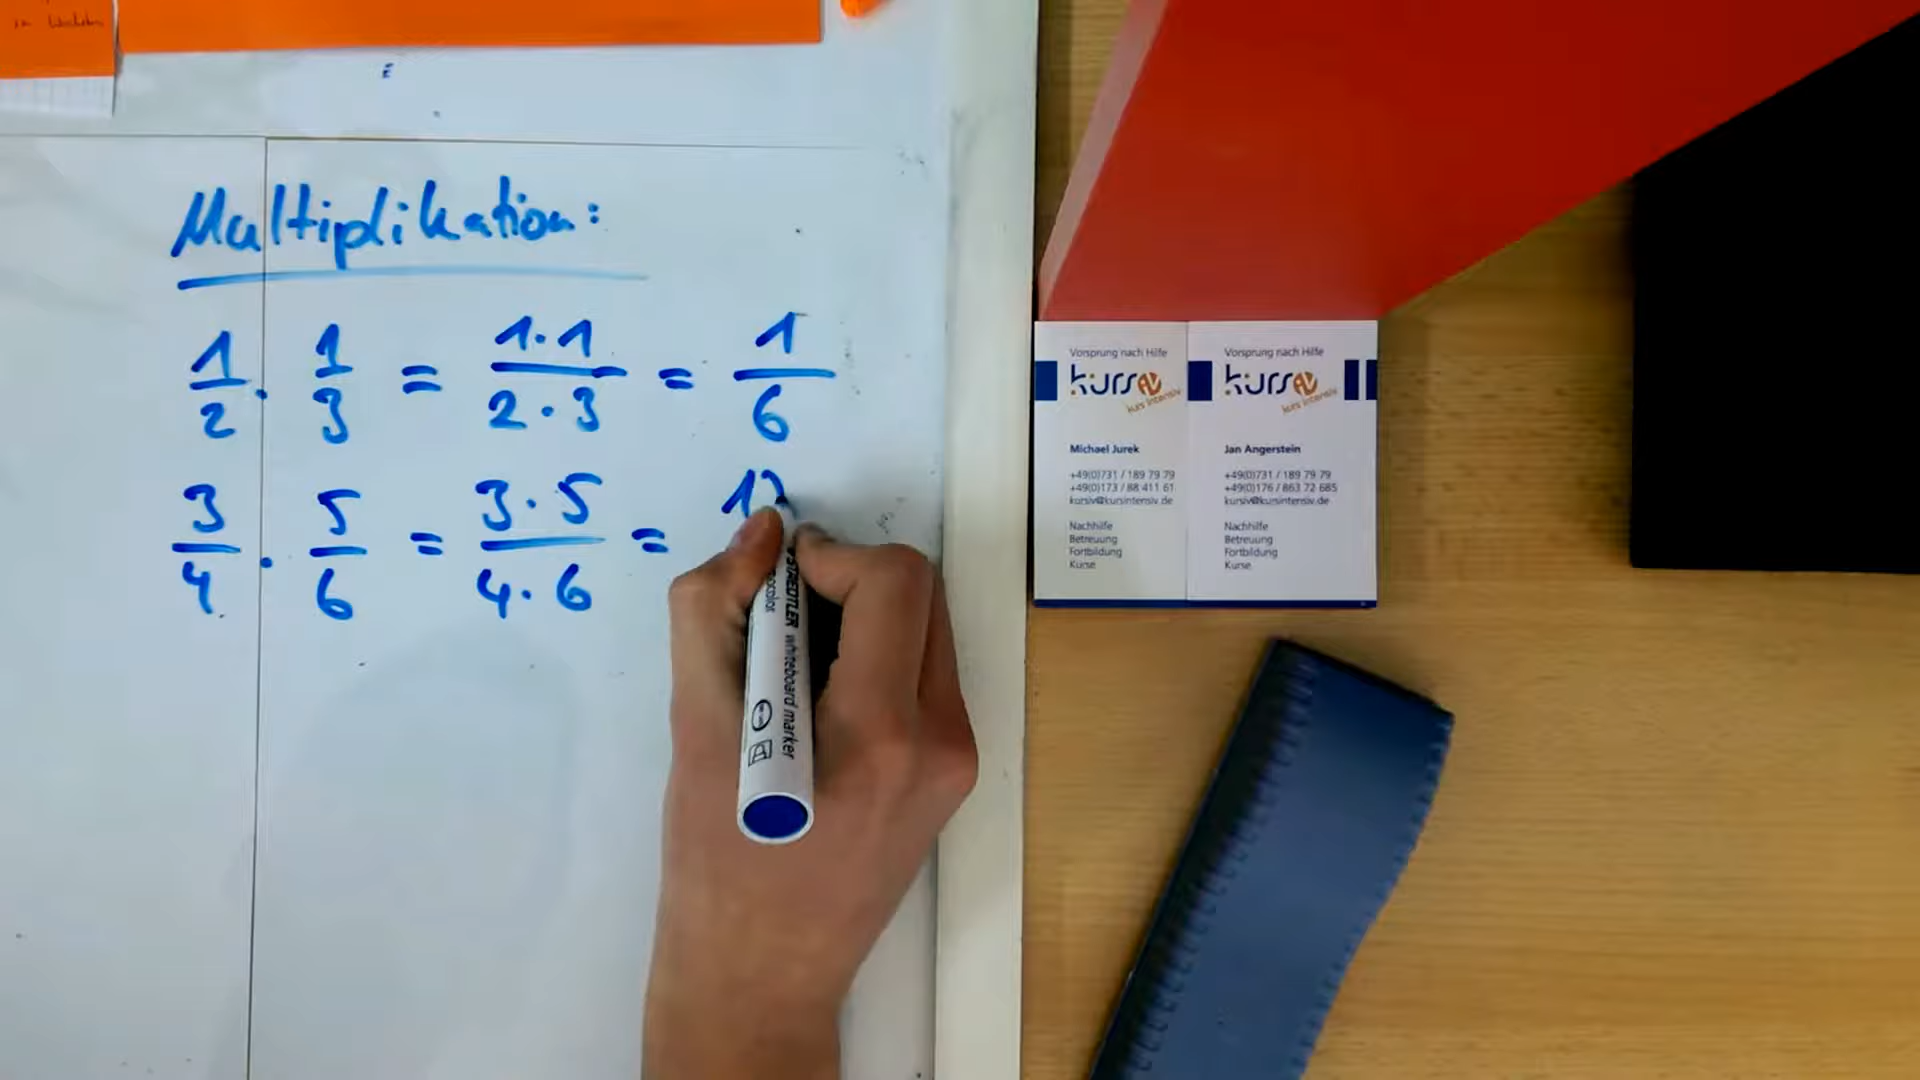 Multiplikation:
1/2 · 1/3 = 1·1/2·3 = 1/6
3/4 · 5/6 = 3·5/4·6 = 1
Vorsprung nach Hilfe
kursiv
kurs intensiv
Michael Jurek
+49(0)731 / 189 79 79
+49(0)173 / 88 411 61
kursiv@kursintensiv.de
Nachhilfe
Betreuung
Fortbildung
Kurse
Vorsprung nach Hilfe
kursiv
kurs intensiv
Jan Angerstein
+49(0)731 / 189 79 79
+49(0)176 / 863 72 685
kursiv@kursintensiv.de
Nachhilfe
Betreuung
Fortbildung
Kurse
STAEDTLER whiteboard marker